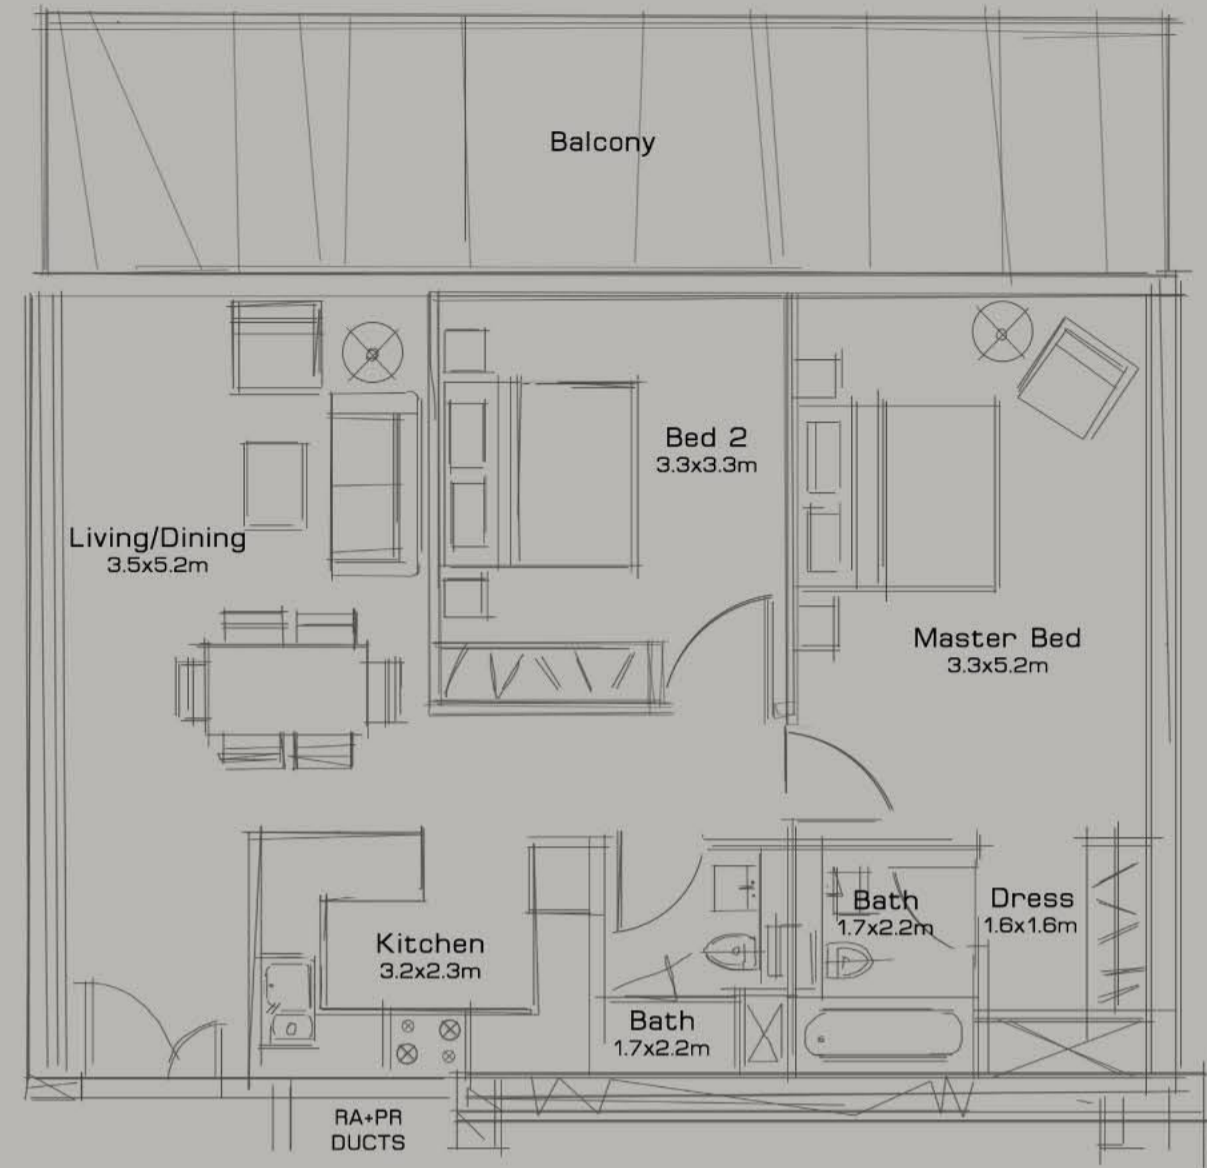 Balcony
Bed 2
3.3x3.3m
Living/Dining
3.5x5.2m
Master Bed
3.3x5.2m
Kitchen
3.2x2.3m
Bath
1.7x2.2m
Dress
1.6x1.6m
Bath
1.7x2.2m
RA+PR
DUCTS